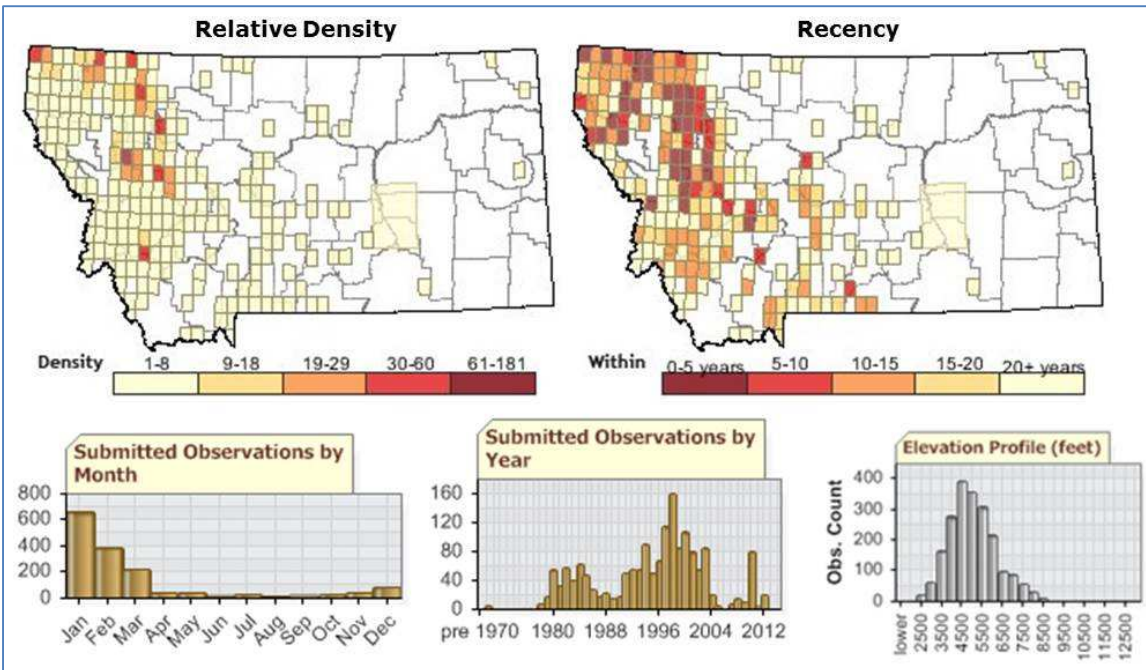 Relative Density
Recency
Density
1-8
9-18
19-29
30-60
61-181
Within
0-5 years
5-10
10-15
15-20
20+ years
Submitted Observations by
Month
800
600
400
200
0
Jan
Feb
Mar
Apr
May
Jun
Jul
Aug
Sep
Oct
Nov
Dec
Submitted Observations by
Year
160
120
80
40
0
pre 1970
1980
1988
1996
2004
2012
Elevation Profile (feet)
Obs. Count
400
300
200
100
0
lower
2500
3500
4500
5500
6500
7500
8500
9500
10500
11500
12500